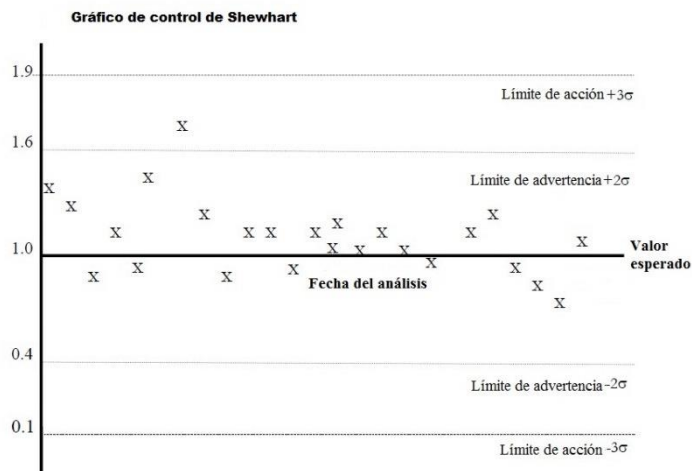 Gráfico de control de Shewhart
1.9
Límite de acción +3σ
1.6
Límite de advertencia +2σ
1.0
Valor
esperado
Fecha del análisis
0.4
Límite de advertencia -2σ
0.1
Límite de acción -3σ
X X X X X X X X X X X X X X X X X X X X X X X X X X